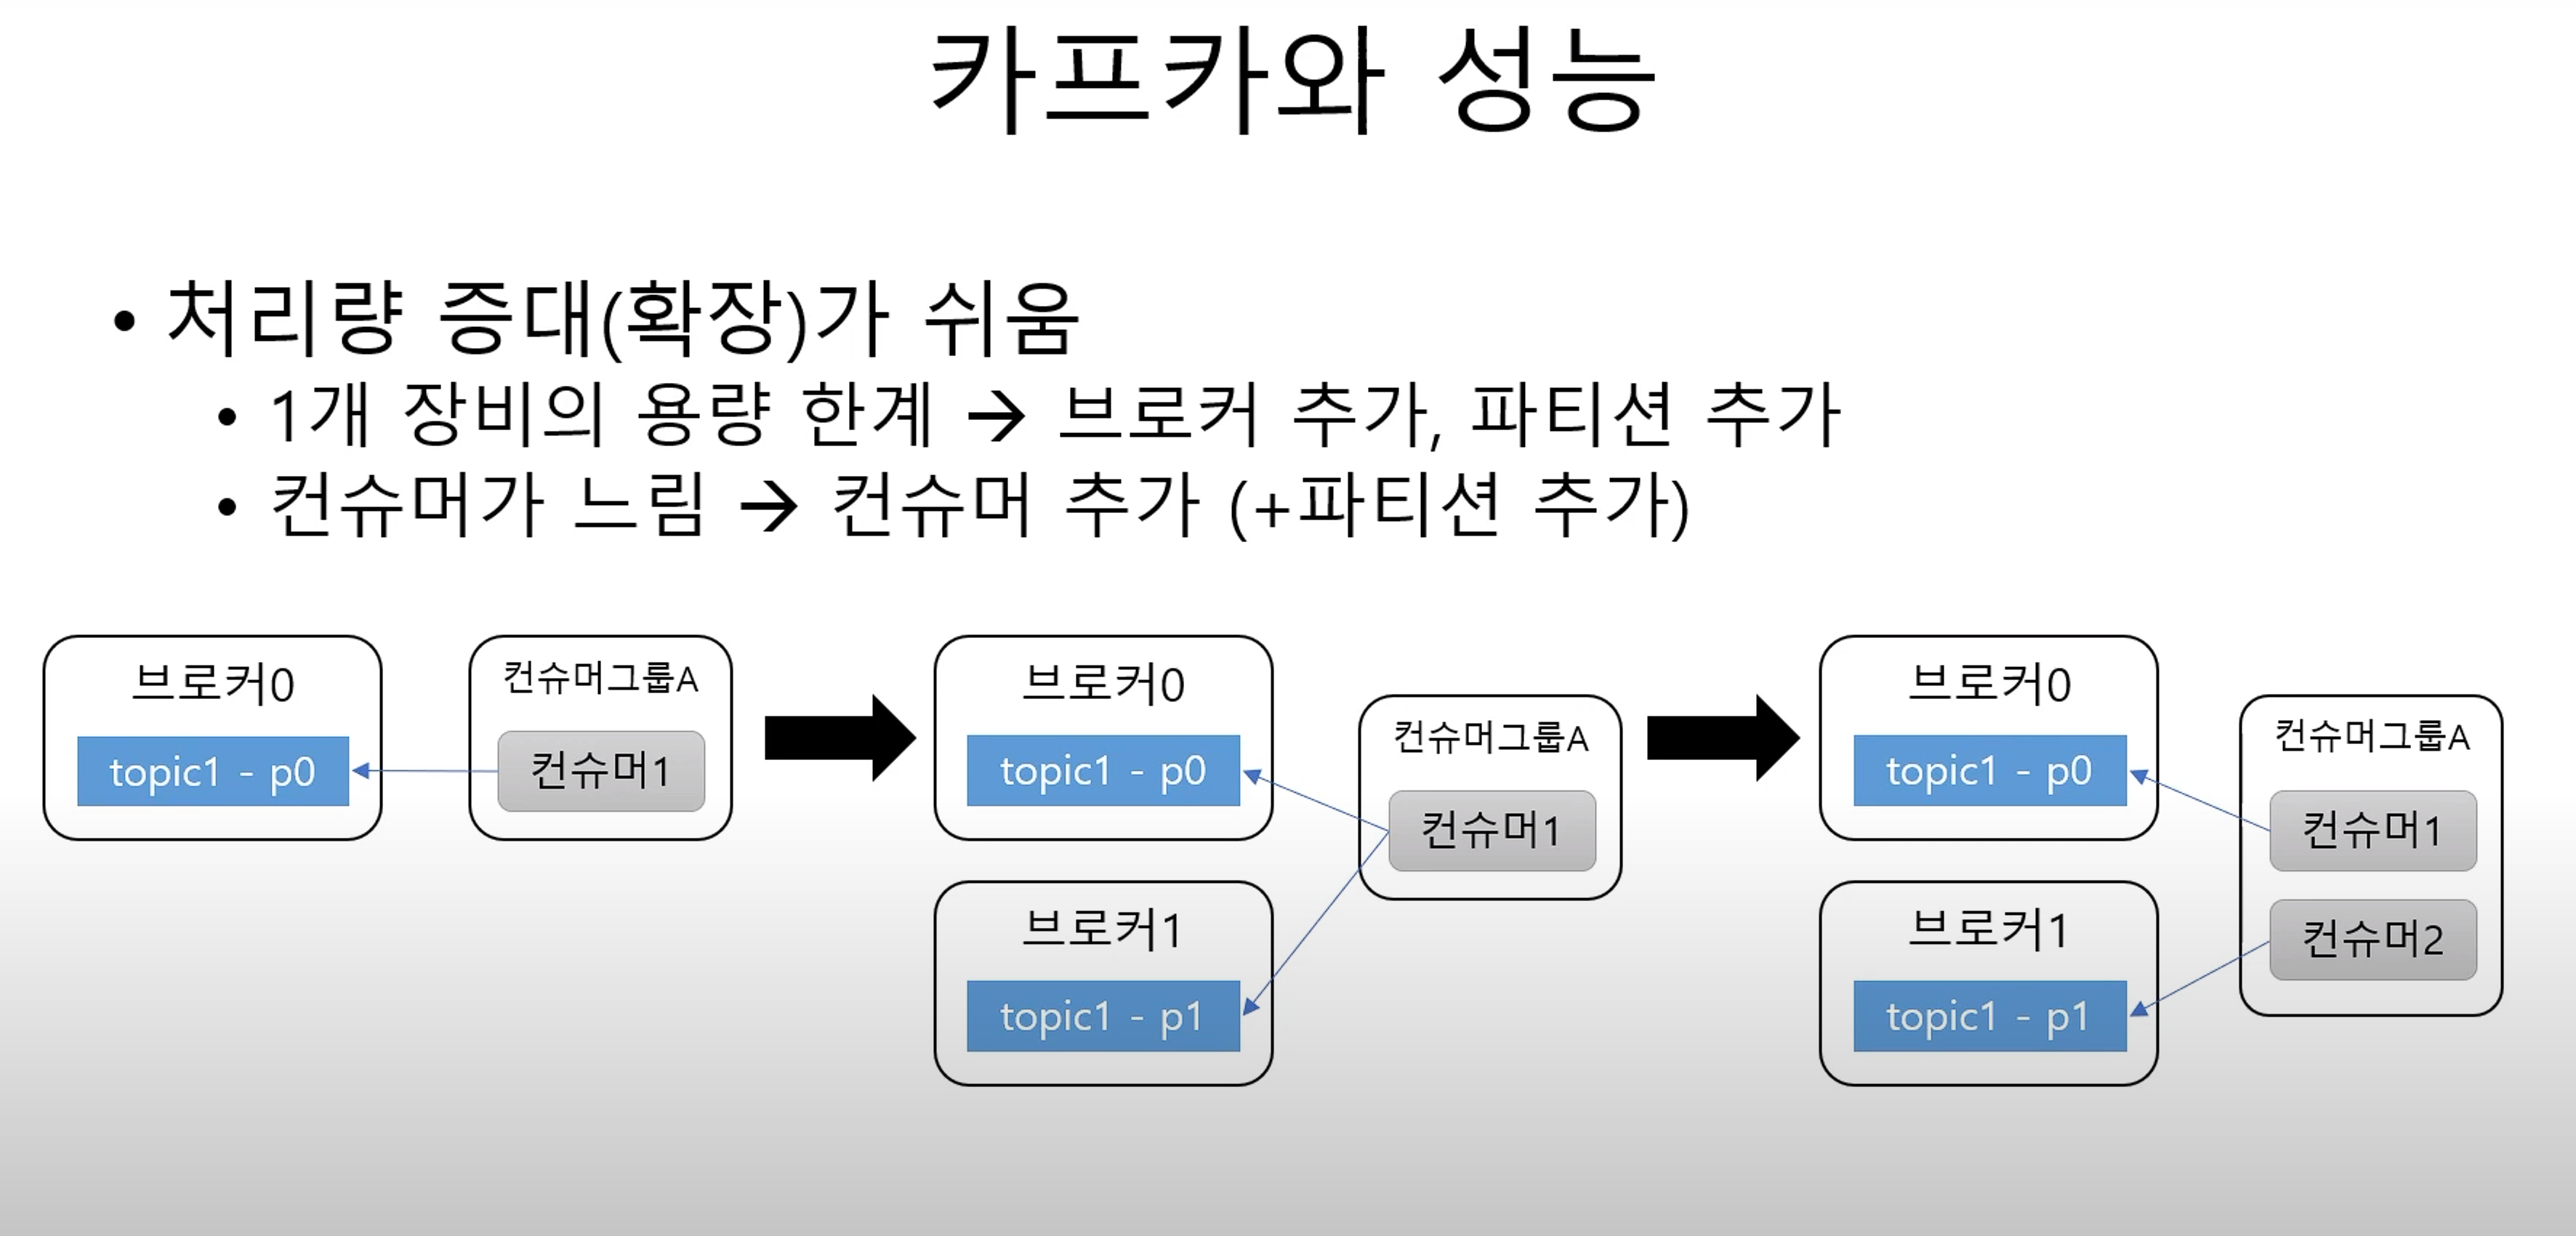 카프카와 성능
• 처리량 증대(확장)가 쉬움
• 1개 장비의 용량 한계 → 브로커 추가, 파티션 추가
• 컨슈머가 느림 → 컨슈머 추가 (+파티션 추가)
브로커0
topic1 - p0
컨슈머그룹A
컨슈머1
브로커0
topic1 - p0
브로커1
topic1 - p1
컨슈머그룹A
컨슈머1
브로커0
topic1 - p0
브로커1
topic1 - p1
컨슈머그룹A
컨슈머1
컨슈머2